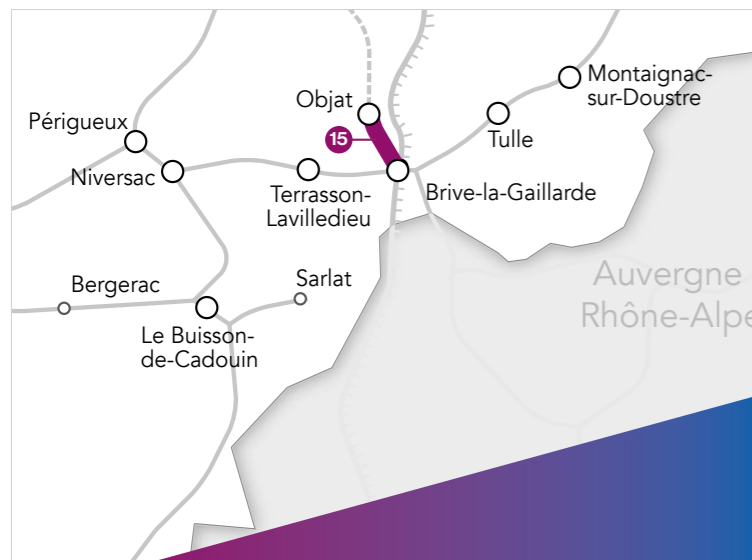 Montaignac-
sur-Doustre
Objat
Périgueux
15
Tulle
Niversac
Terrasson-
Lavilledieu
Brive-la-Gaillarde
Bergerac
Sarlat
Auvergne
Rhône-Alpe
Le Buisson-
de-Cadouin